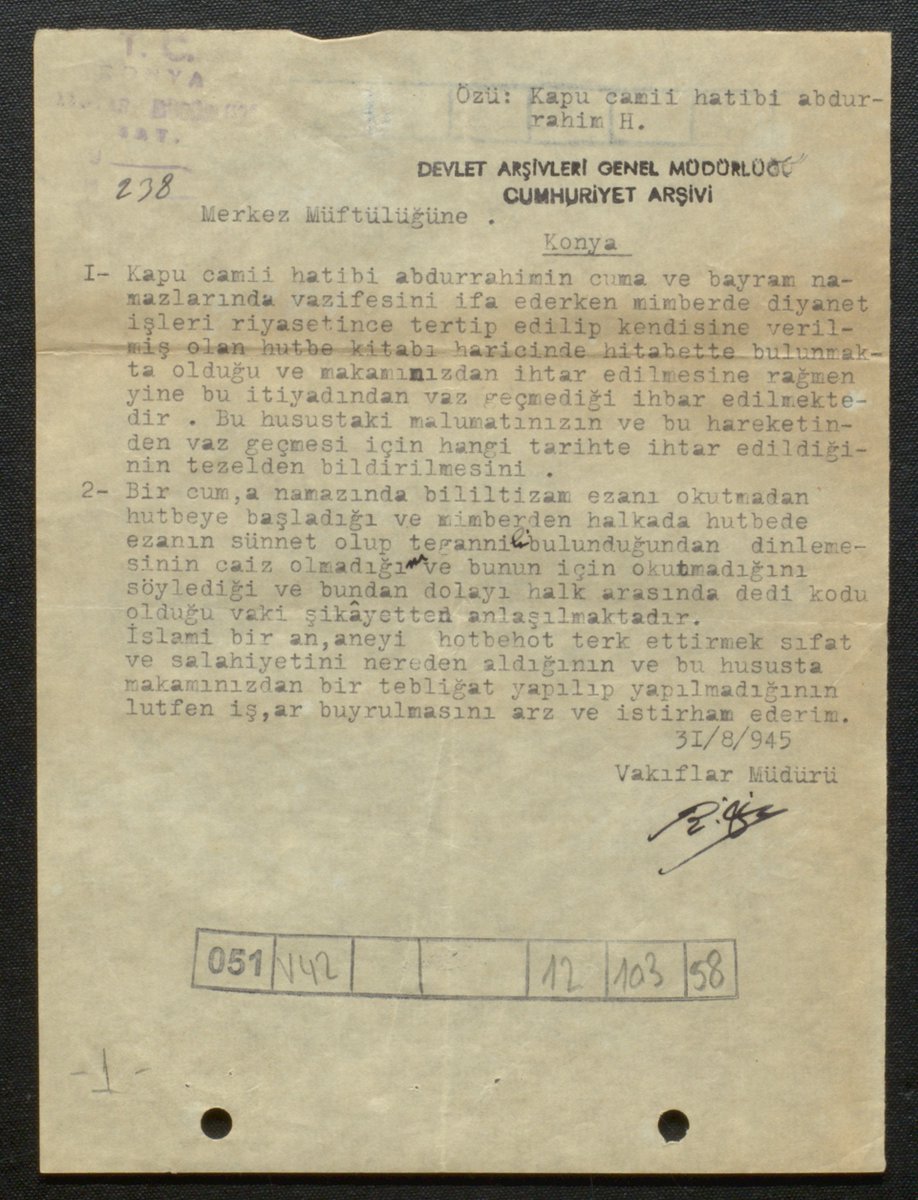 T. C.
KONYA
238
Özü: Kapu camii hatibi abdur-
rahim H.
DEVLET ARŞİVLERİ GENEL MÜDÜRLÜĞÜ
CUMHURİYET ARŞİVİ
Merkez Müftülüğüne .
Konya
I- Kapu camii hatibi abdurrahimin cuma ve bayram na-
mazlarında vazifesini ifa ederken mimberde diyanet
işleri riyasetince tertip edilip kendisine veril-
miş olan hutbe kitabı haricinde hitabette bulunmak-
ta olduğu ve makamınızdan ihtar edilmesine rağmen
yine bu itiyadından vaz geçmediği ihbar edilmekte-
dir . Bu husustaki malumatınızın ve bu hareketin-
den vaz geçmesi için hangi tarihte ihtar edildiği-
nin tezelden bildirilmesini .
2- Bir cum,a namazında bililtizam ezanı okutmadan
hutbeye başladığı ve mimberden halkada hutbede
ezanın sünnet olup tegannili bulunduğundan dinleme-
sinin caiz olmadığını ve bunun için okutmadığını
söylediği ve bundan dolayı halk arasında dedi kodu
olduğu vaki şikâyetten anlaşılmaktadır.
İslami bir an,aneyi hotbehot terk ettirmek sıfat
ve salahiyetini nereden aldığının ve bu hususta
makamınızdan bir tebliğat yapılıp yapılmadığının
lutfen iş,ar buyrulmasını arz ve istirham ederim.
3I/8/945
Vakıflar Müdürü
051 V42 12 103 58
-1-